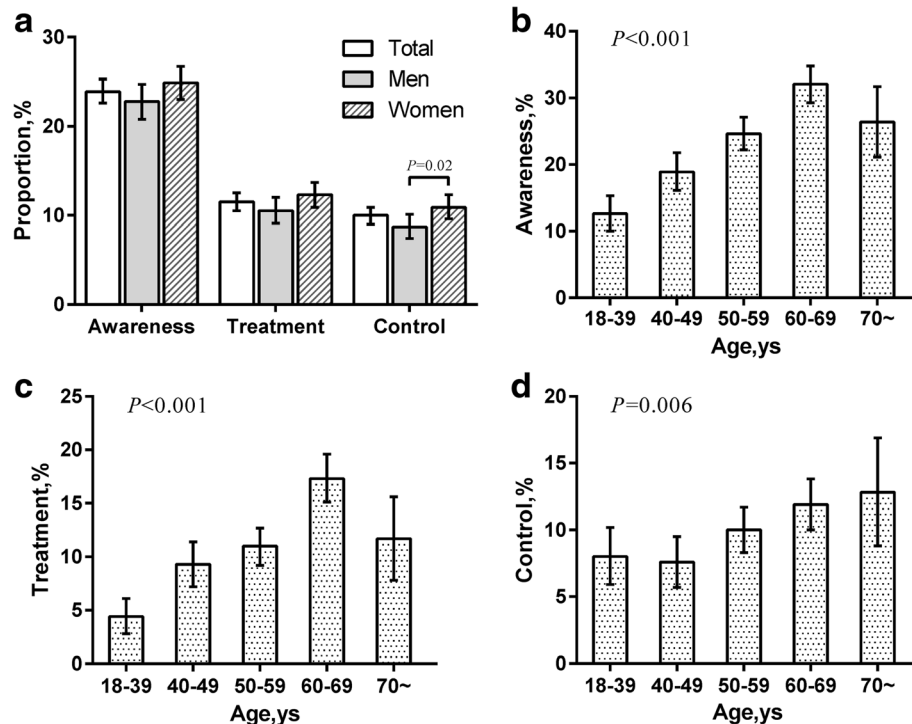 a
Proportion,%
30
20
10
0
Total
Men
Women
P=0.02
Awareness Treatment Control
b
P<0.001
Awareness,%
40
30
20
10
0
18-39 40-49 50-59 60-69 70~
Age,ys
c
P<0.001
Treatment,%
25
20
15
10
5
0
18-39 40-49 50-59 60-69 70~
Age,ys
d
P=0.006
Control,%
20
15
10
5
0
18-39 40-49 50-59 60-69 70~
Age,ys